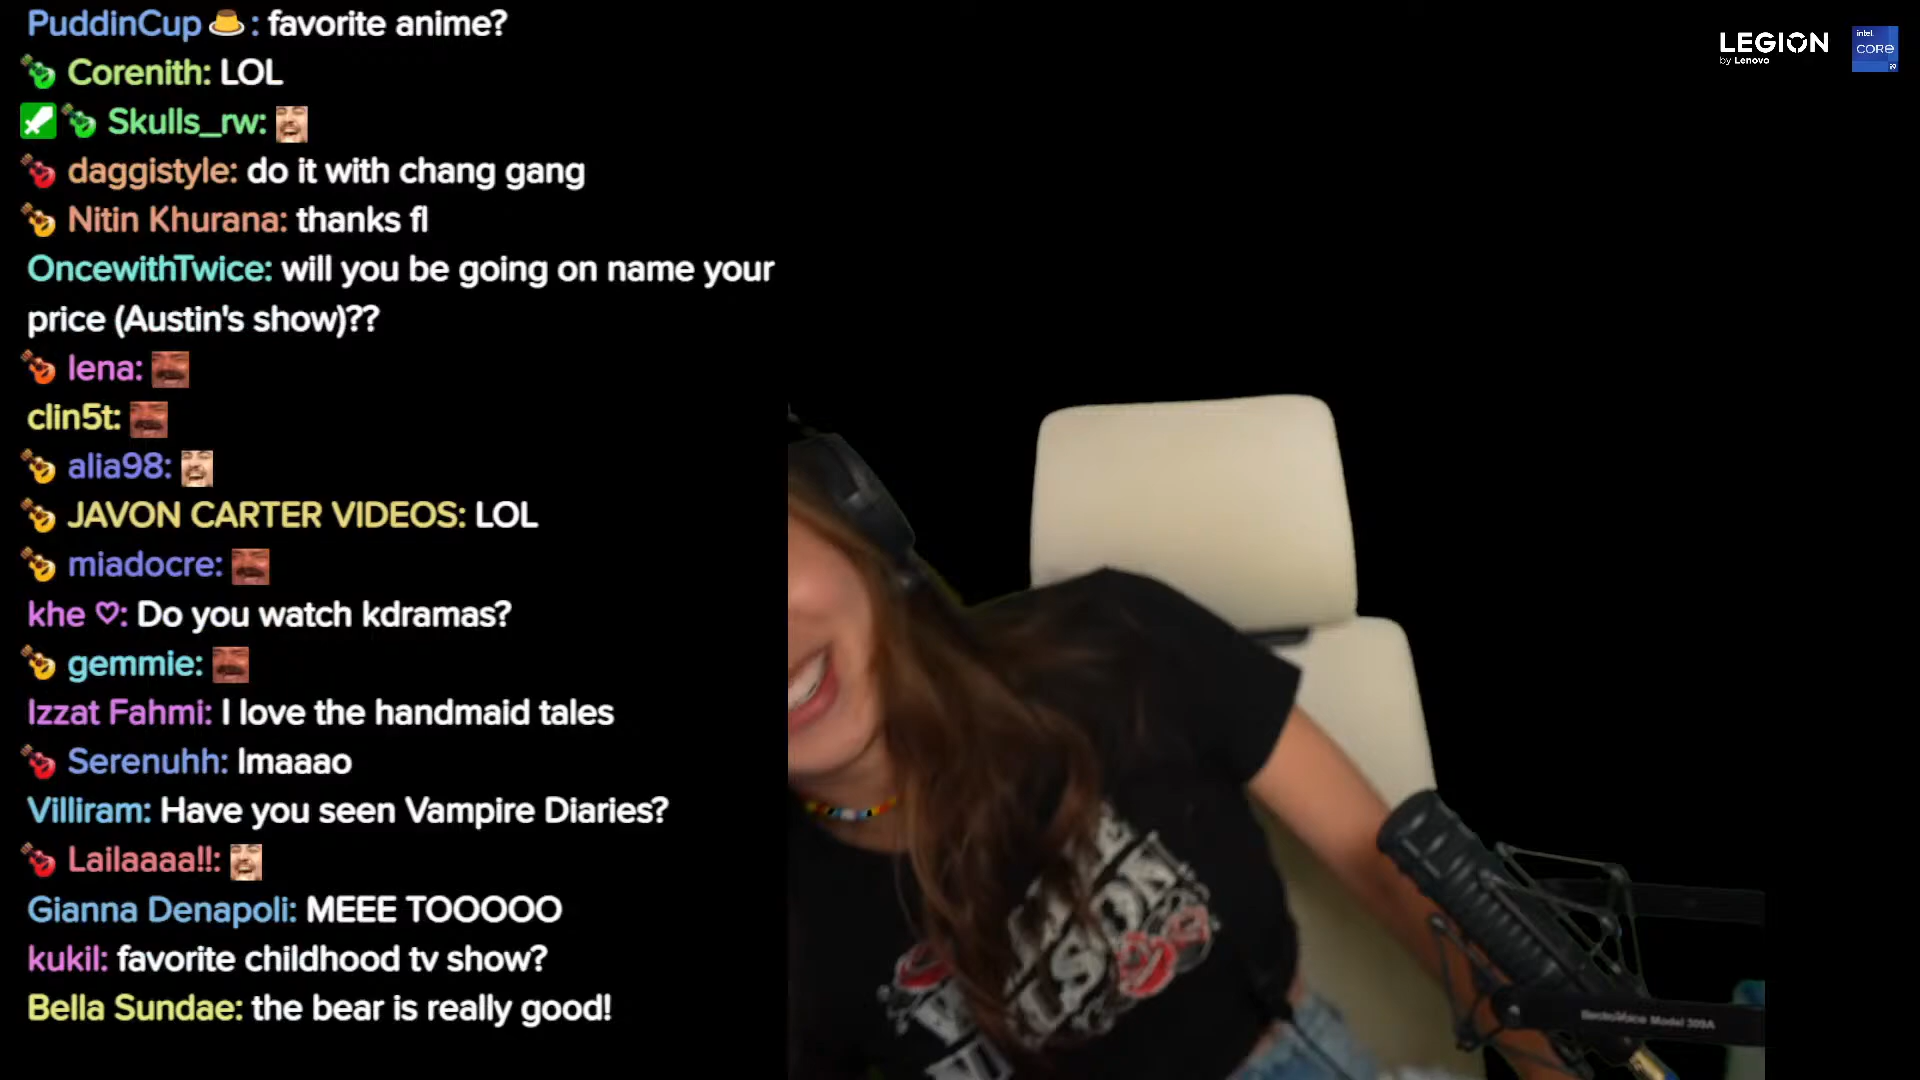 PuddinCup🍮: favorite anime?
Corenith: LOL
Skulls_rw:
daggistyle: do it with chang gang
Nitin Khurana: thanks fl
OncewithTwice: will you be going on name your
price (Austin's show)??
lena:
clin5t:
alia98:
JAVON CARTER VIDEOS: LOL
miadocre:
khe ♡: Do you watch kdramas?
gemmie:
Izzat Fahmi: I love the handmaid tales
Serenuhh: lmaaao
Villiram: Have you seen Vampire Diaries?
Lailaaaa!!:
Gianna Denapoli: MEEE TOOOOO
kukil: favorite childhood tv show?
Bella Sundae: the bear is really good!
LEGION
by Lenovo
intel
CORE
i9
ElectroVoice Model 309A